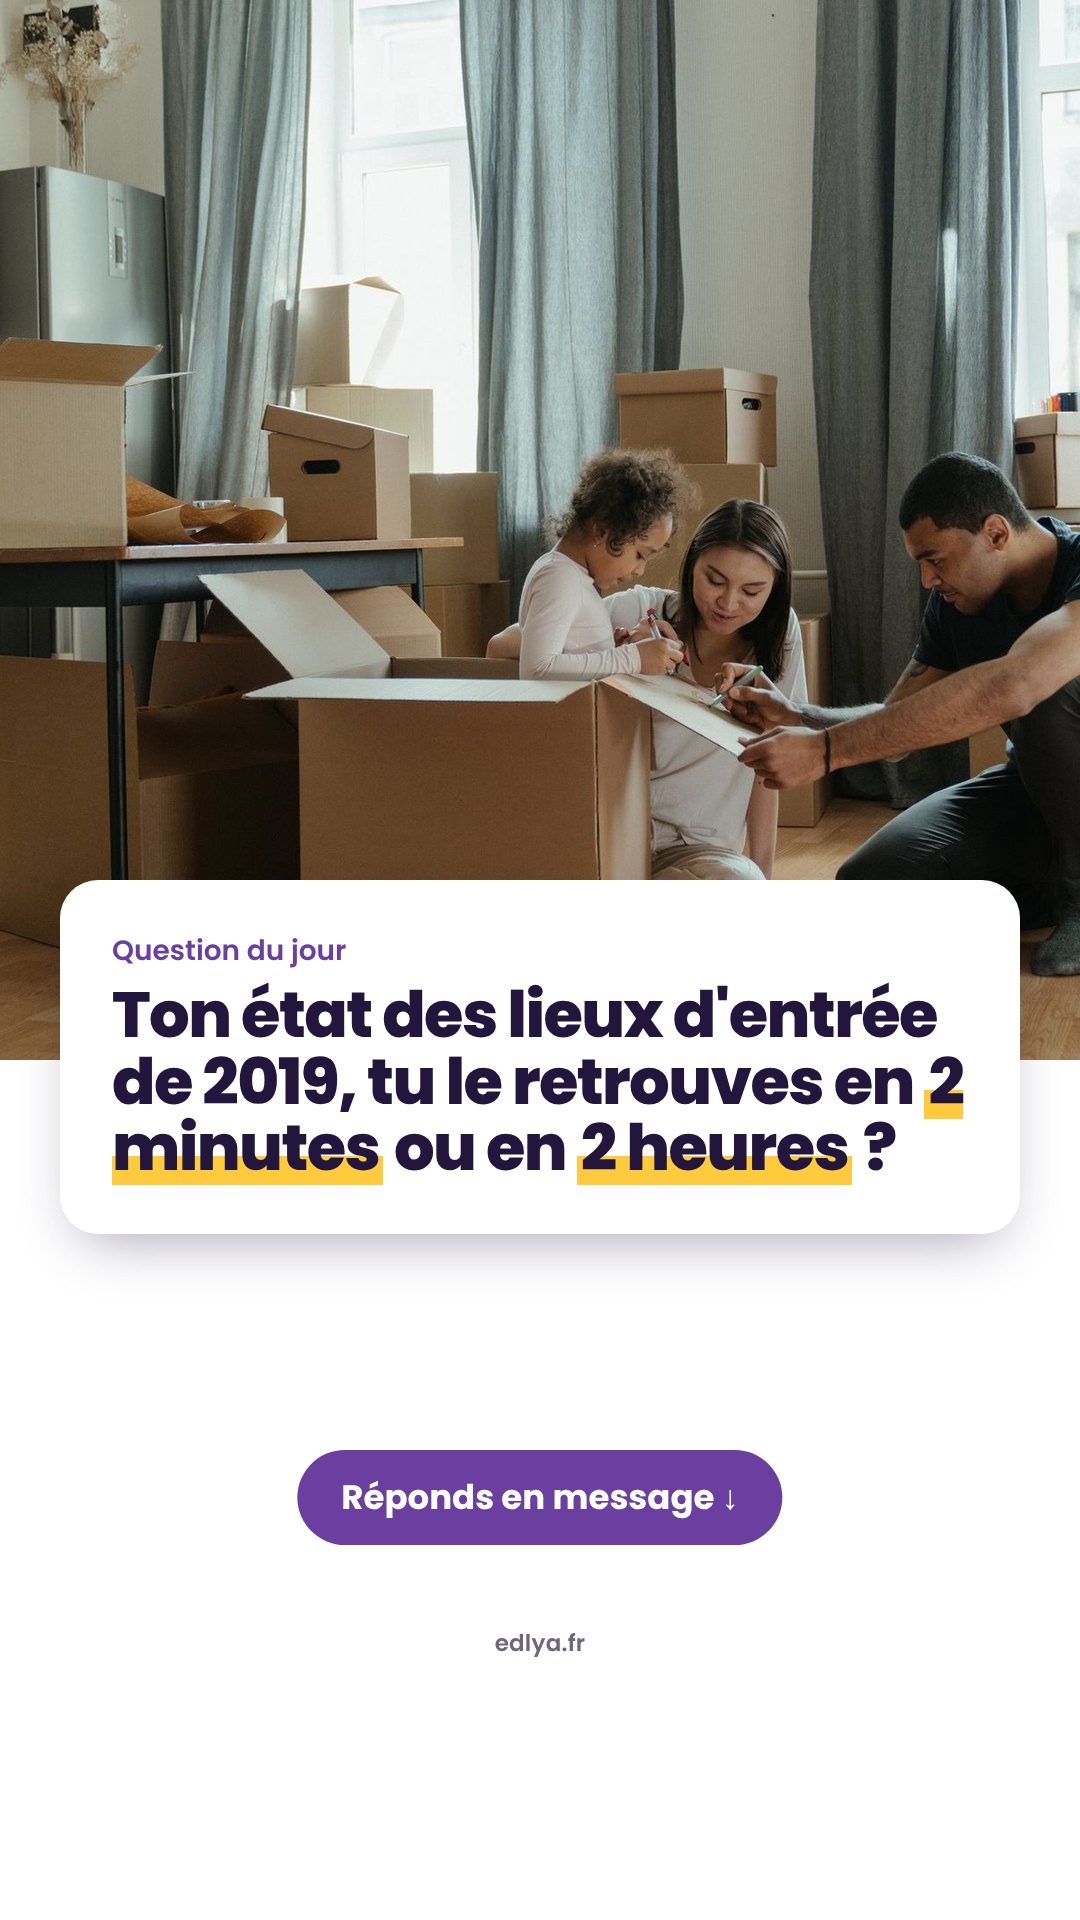 Question du jour
Ton état des lieux d'entrée
de 2019, tu le retrouves en 2
minutes ou en 2 heures ?
Réponds en message ↓
edlya.fr